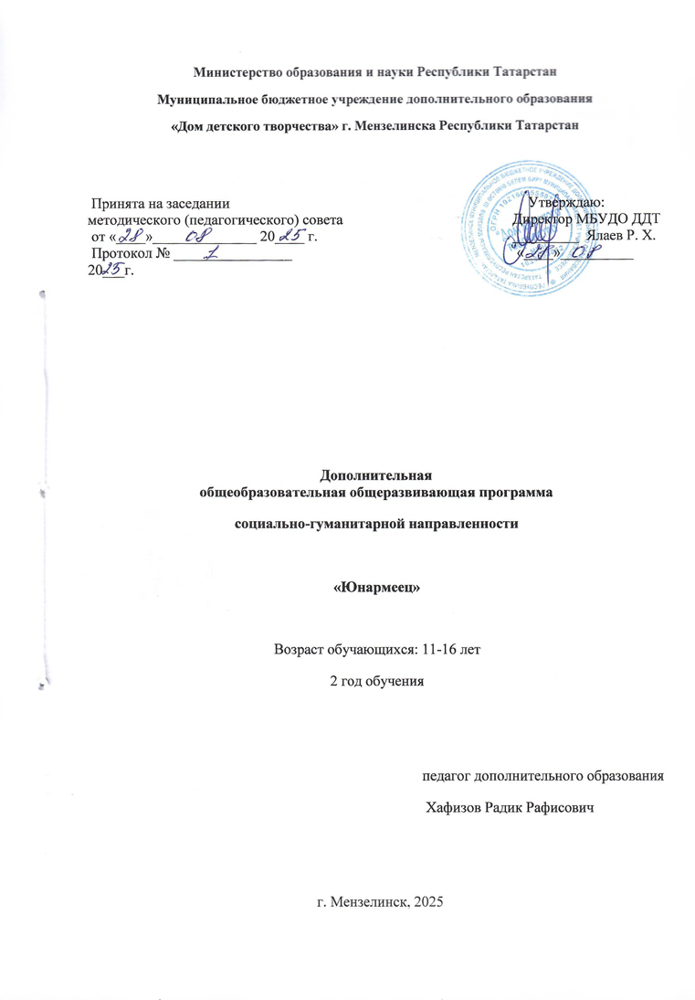 Министерство образования и науки Республики Татарстан
Муниципальное бюджетное учреждение дополнительного образования
«Дом детского творчества» г. Мензелинска Республики Татарстан
Принята на заседании
методического (педагогического) совета
от «28» 08 2025 г.
Протокол № 1
2025г.
Утверждаю:
Директор МБУДО ДДТ
Ялаев Р. Х.
«28» 08
Дополнительная
общеобразовательная общеразвивающая программа
социально-гуманитарной направленности
«Юнармеец»
Возраст обучающихся: 11-16 лет
2 год обучения
педагог дополнительного образования
Хафизов Радик Рафисович
г. Мензелинск, 2025